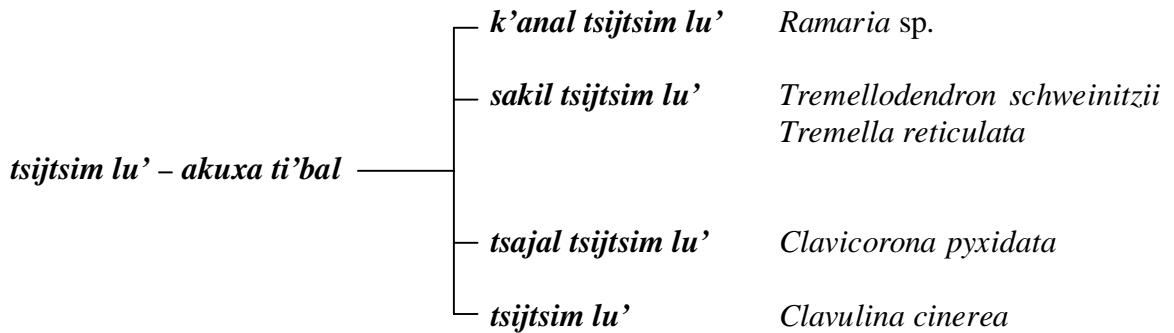 k’anal tsijtsim lu’ Ramaria sp.
sakil tsijtsim lu’ Tremellodendron schweinitzii
Tremella reticulata
tsijtsim lu’ – akuxa ti’bal
tsajal tsijtsim lu’ Clavicorona pyxidata
tsijtsim lu’ Clavulina cinerea